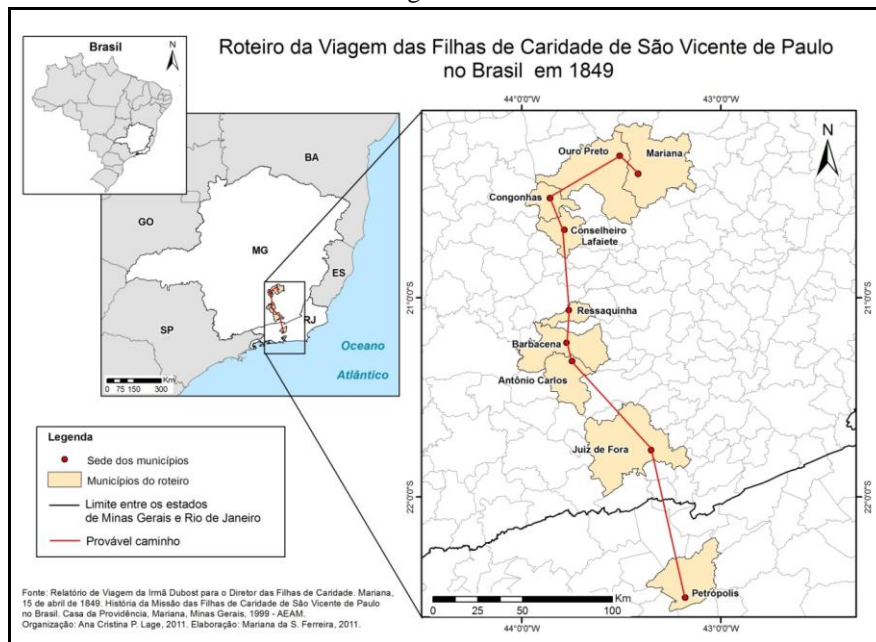 Brasil
N
Roteiro da Viagem das Filhas de Caridade de São Vicente de Paulo
no Brasil em 1849
44°0'0"W
43°0'0"W
N
BA
GO
MG
ES
SP
RJ
Oceano
Atlântico
Km
0 75 150 300
Ouro Preto
Mariana
Congonhas
Conselheiro
Lafaiete
21°0'0"S
21°0'0"S
Ressaquinha
Barbacena
Antônio Carlos
Juiz de Fora
22°0'0"S
22°0'0"S
Petrópolis
Km
0 25 50 100
44°0'0"W
43°0'0"W
Legenda
Sede dos municípios
Municípios do roteiro
Limite entre os estados
de Minas Gerais e Rio de Janeiro
Provável caminho
Fonte: Relatório de Viagem da Irmã Dubost para o Diretor das Filhas de Caridade. Mariana,
15 de abril de 1849. História da Missão das Filhas de Caridade de São Vicente de Paulo
no Brasil. Casa da Providência, Mariana, Minas Gerais, 1999 - AEAM.
Organização: Ana Cristina P. Lage, 2011. Elaboração: Mariana da S. Ferreira, 2011.